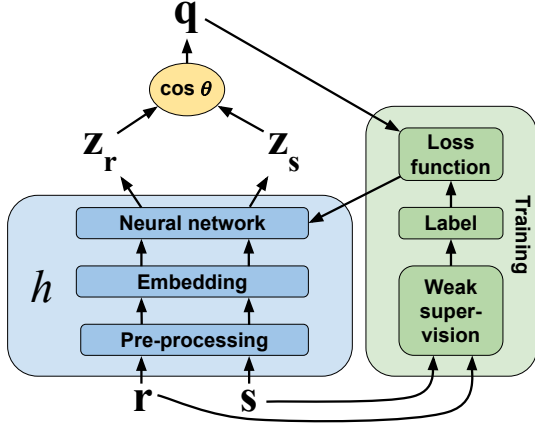 q
cos θ
z_r
z_s
Loss
function
Neural network
Label
Training
h
Embedding
Weak
super-
vision
Pre-processing
r
s